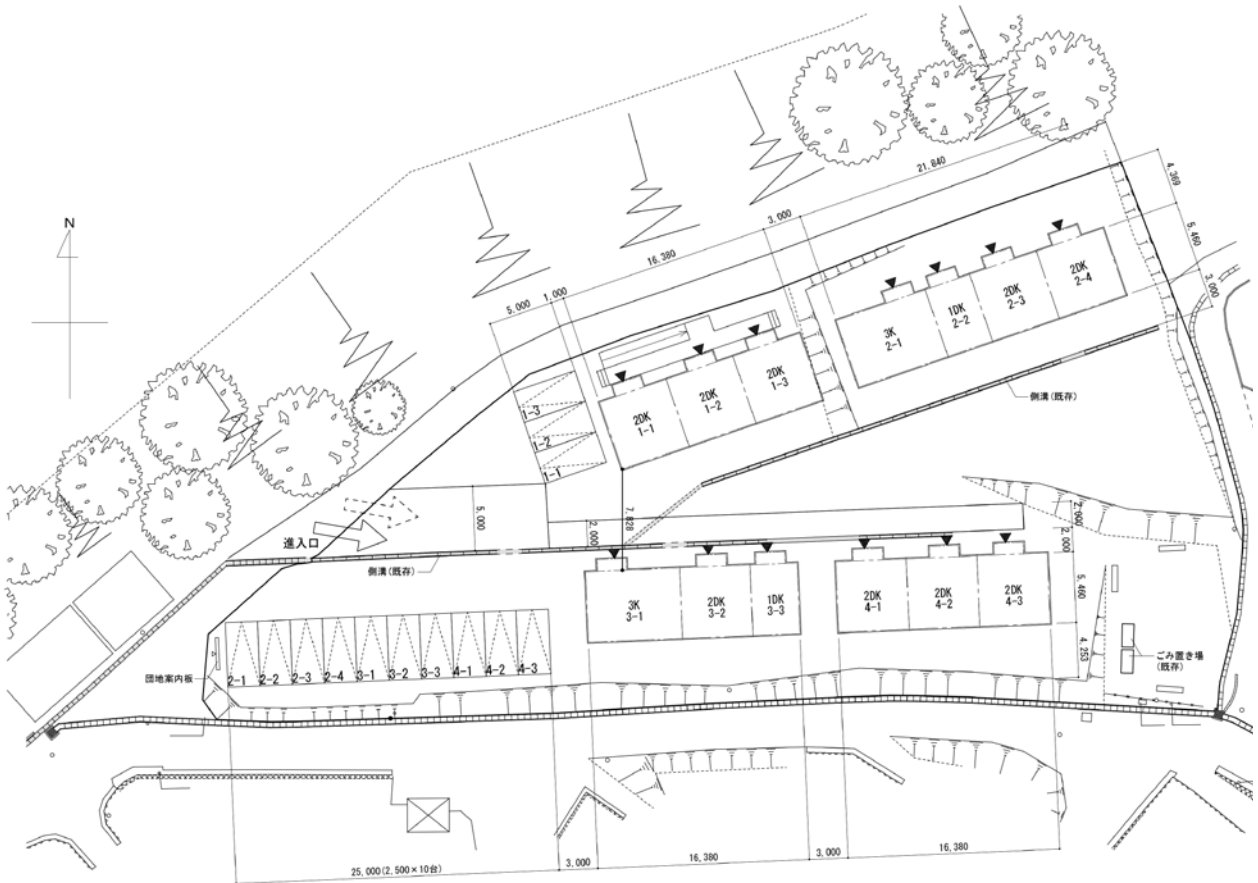 N
21,840
4,369
5,460
3,000
3,000
16,380
1,000
5,000
2DK
2-4
2DK
2-3
1DK
2-2
3K
2-1
2DK
1-3
2DK
1-2
2DK
1-1
1-3
1-2
1-1
側溝(既存)
5,000
2,000
7,828
2,000
2,000
進入口
側溝(既存)
3K
3-1
2DK
3-2
1DK
3-3
2DK
4-1
2DK
4-2
2DK
4-3
5,460
4,253
ごみ置き場
(既存)
団地案内板
2-1
2-2
2-3
2-4
3-1
3-2
3-3
4-1
4-2
4-3
25,000(2,500×10台)
3,000
16,380
3,000
16,380